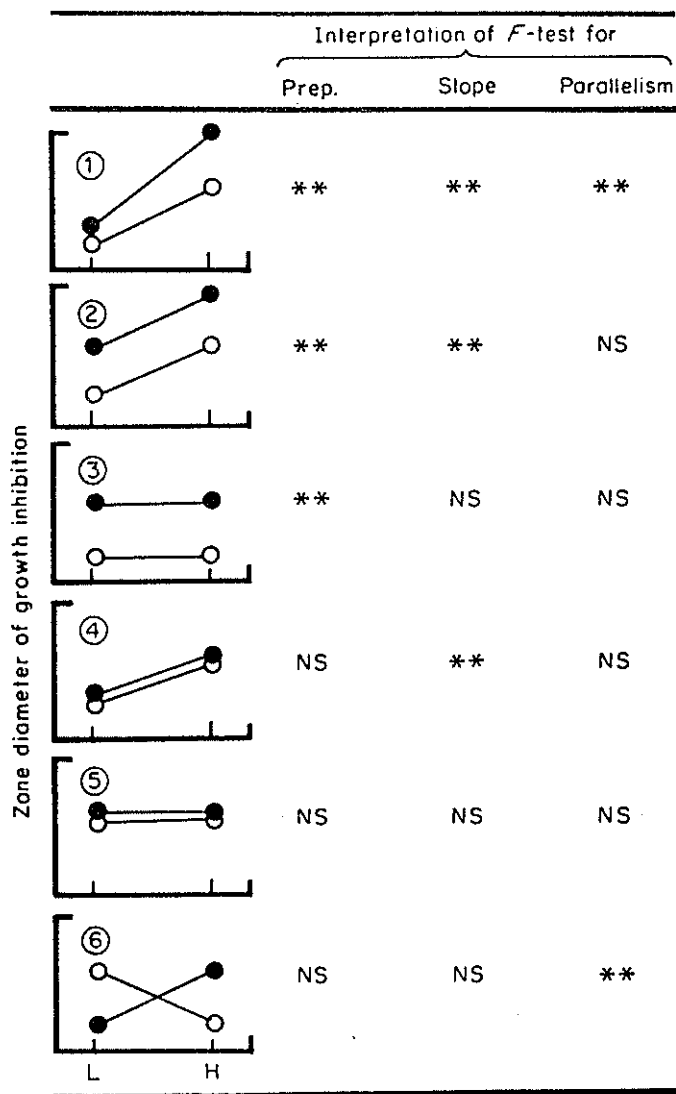 Interpretation of F-test for
Prep. Slope Parallelism
① ** ** **
② ** ** NS
③ ** NS NS
④ NS ** NS
⑤ NS NS NS
⑥ NS NS **
L H
Zone diameter of growth inhibition